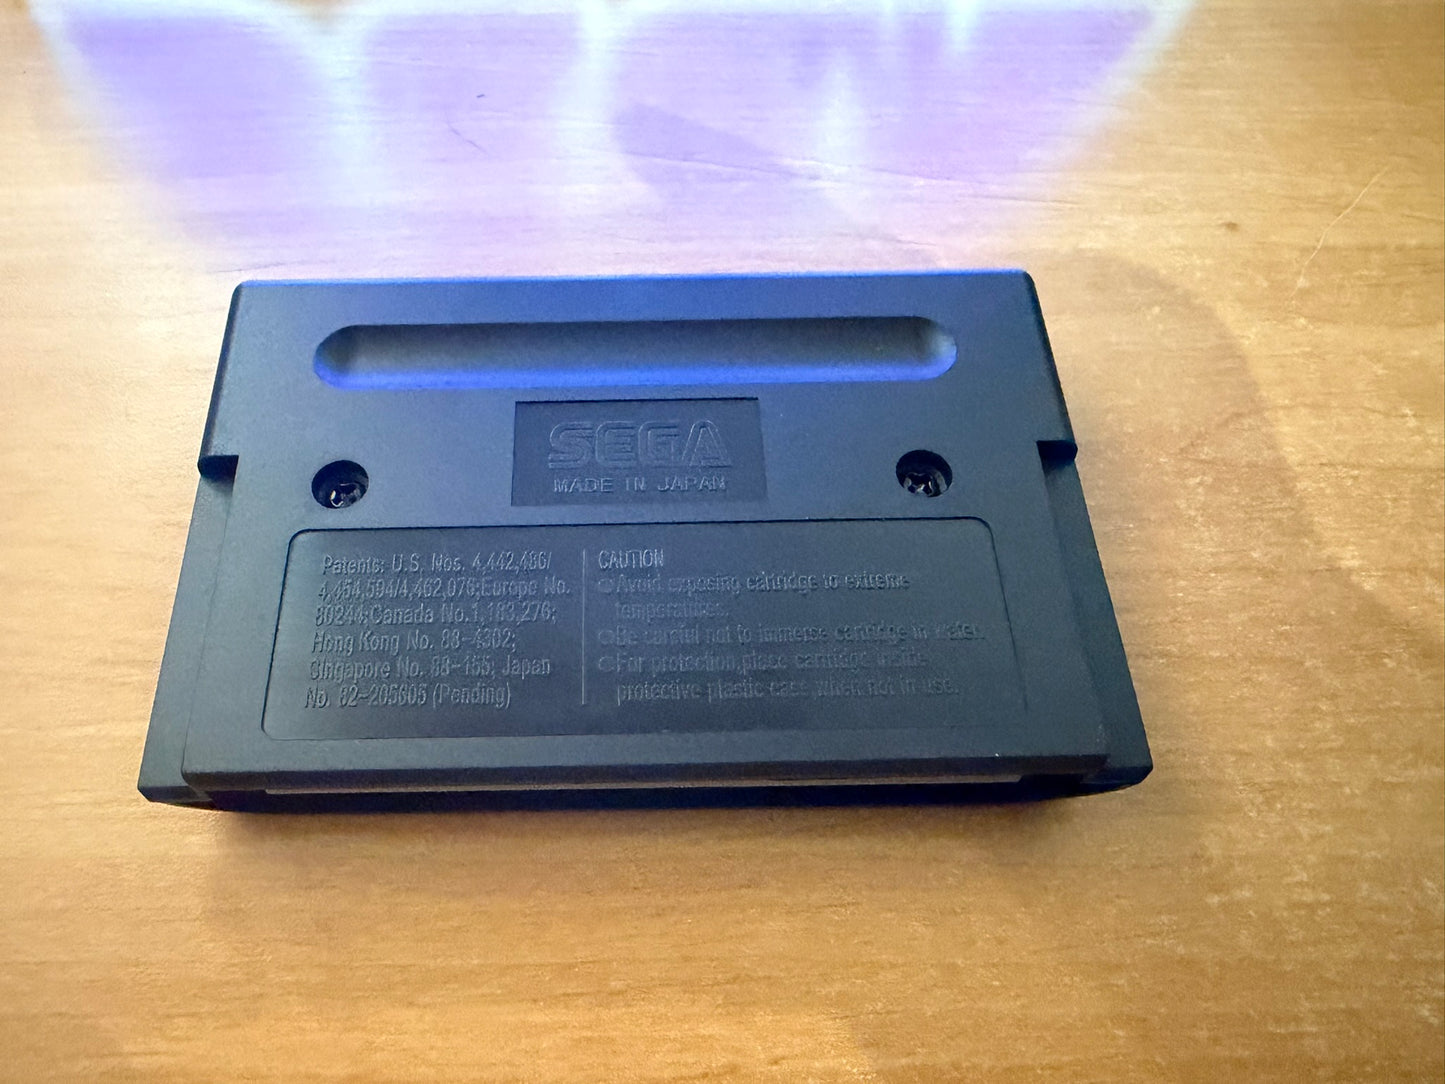 SEGA
MADE IN JAPAN
Patents: U.S. Nos. 4,442,486/
4,454,594/4,462,076;Europe No.
80244;Canada No.1,183,276;
Hong Kong No. 88-4302;
Singapore No. 88-155; Japan
No. 82-205605 (Pending)
CAUTION
●Avoid exposing cartridge to extreme
temperatures.
●Be careful not to immerse cartridge in water.
●For protection,place cartridge inside
protective plastic case when not in use.